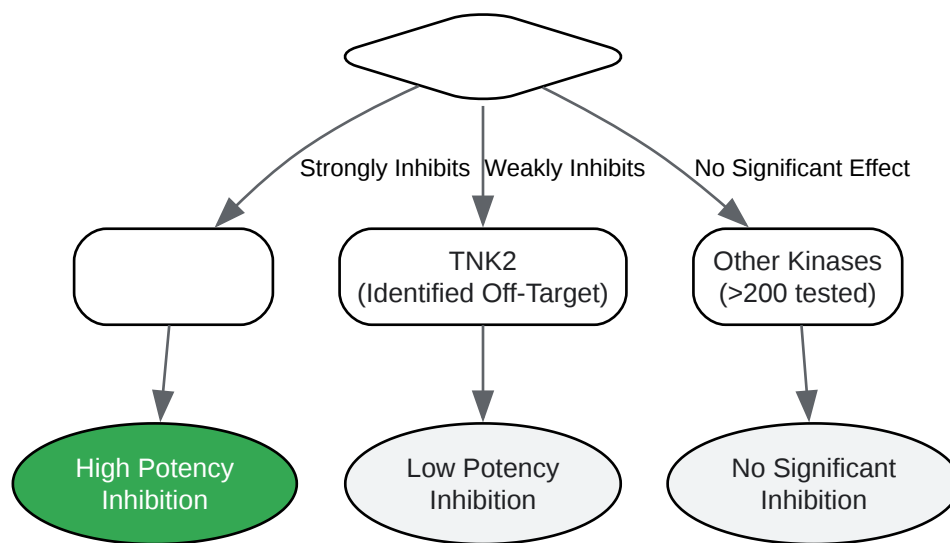 Strongly Inhibits
Weakly Inhibits
No Significant Effect
TNK2
(Identified Off-Target)
Other Kinases
(>200 tested)
High Potency
Inhibition
Low Potency
Inhibition
No Significant
Inhibition